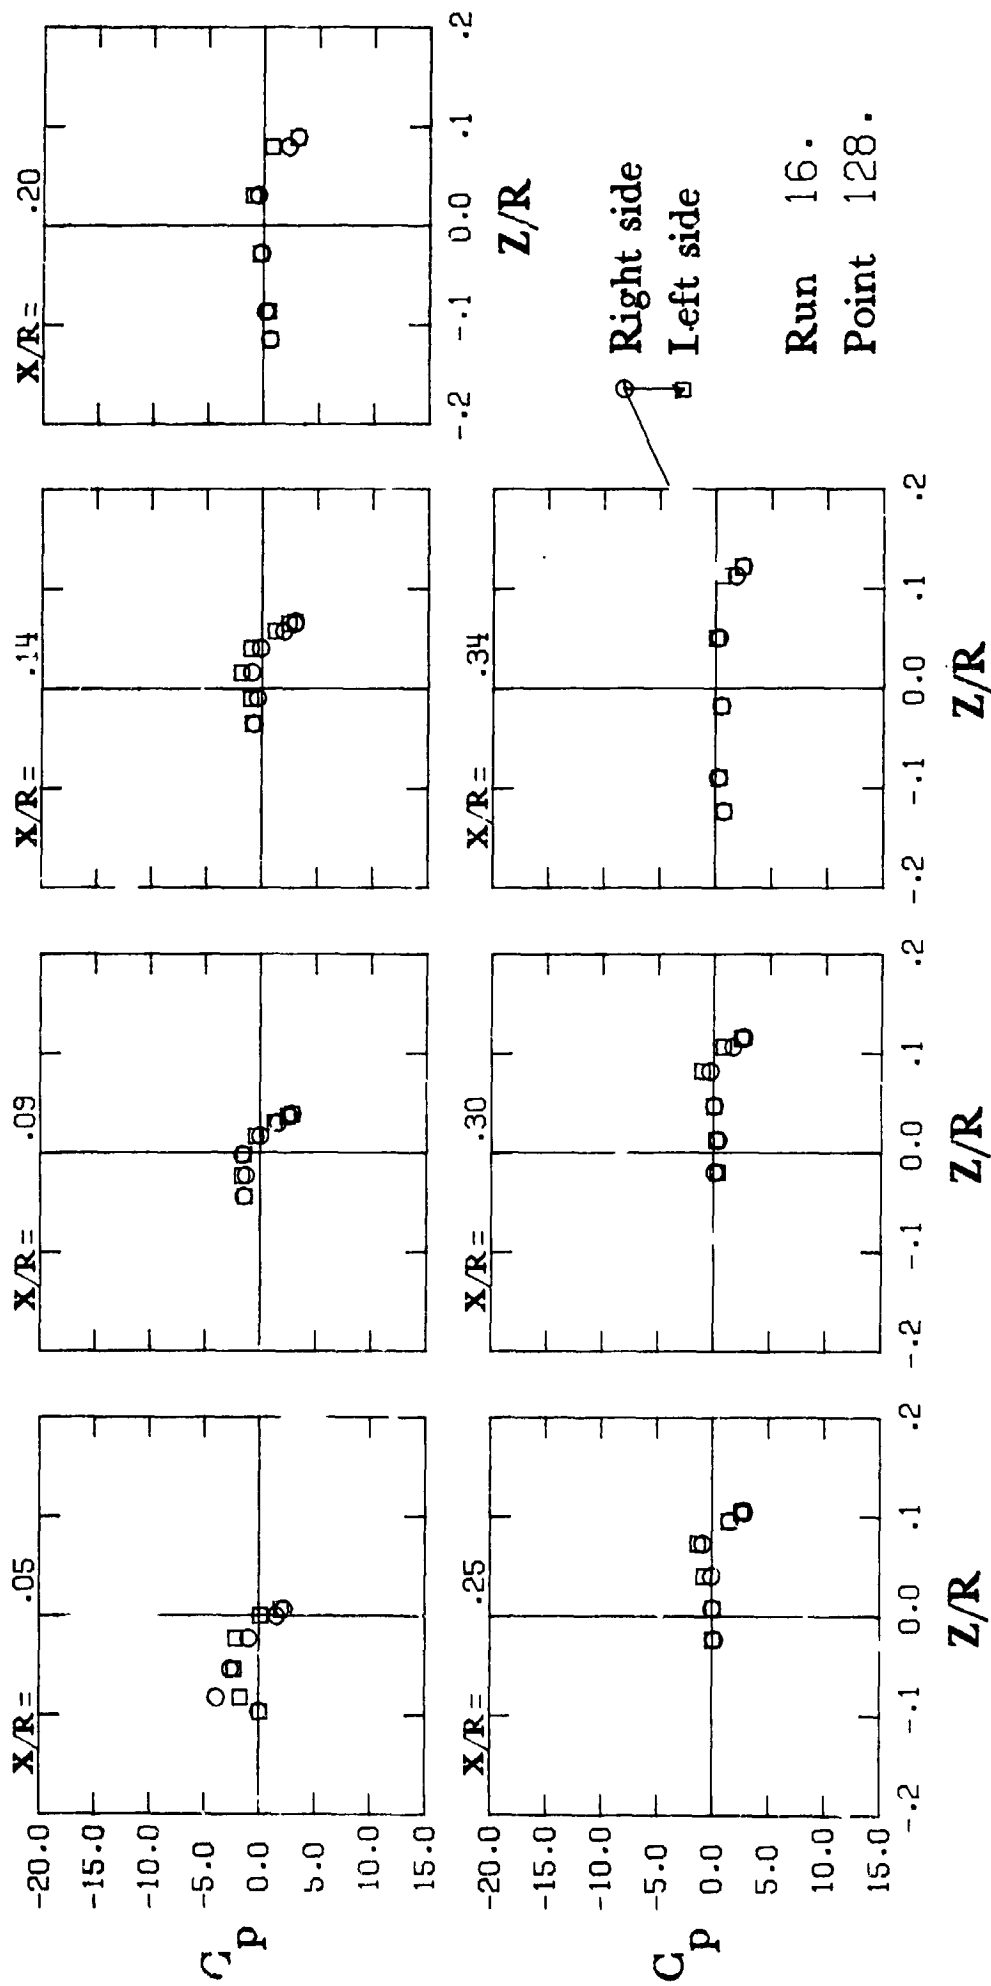 X/R= .05
X/R= .09
X/R= .14
X/R= .20
-20.0
-15.0
-10.0
-5.0
0.0
5.0
10.0
15.0
C
p
-.2 -.1 0.0 .1 .2
Z/R
X/R= .25
X/R= .30
X/R= .34
-20.0
-15.0
-10.0
-5.0
0.0
5.0
10.0
15.0
C
p
-.2 -.1 0.0 .1 .2
Z/R
-.2 -.1 0.0 .1 .2
Z/R
-.2 -.1 0.0 .1 .2
Z/R
Right side
Left side
Run 16.
Point 128.